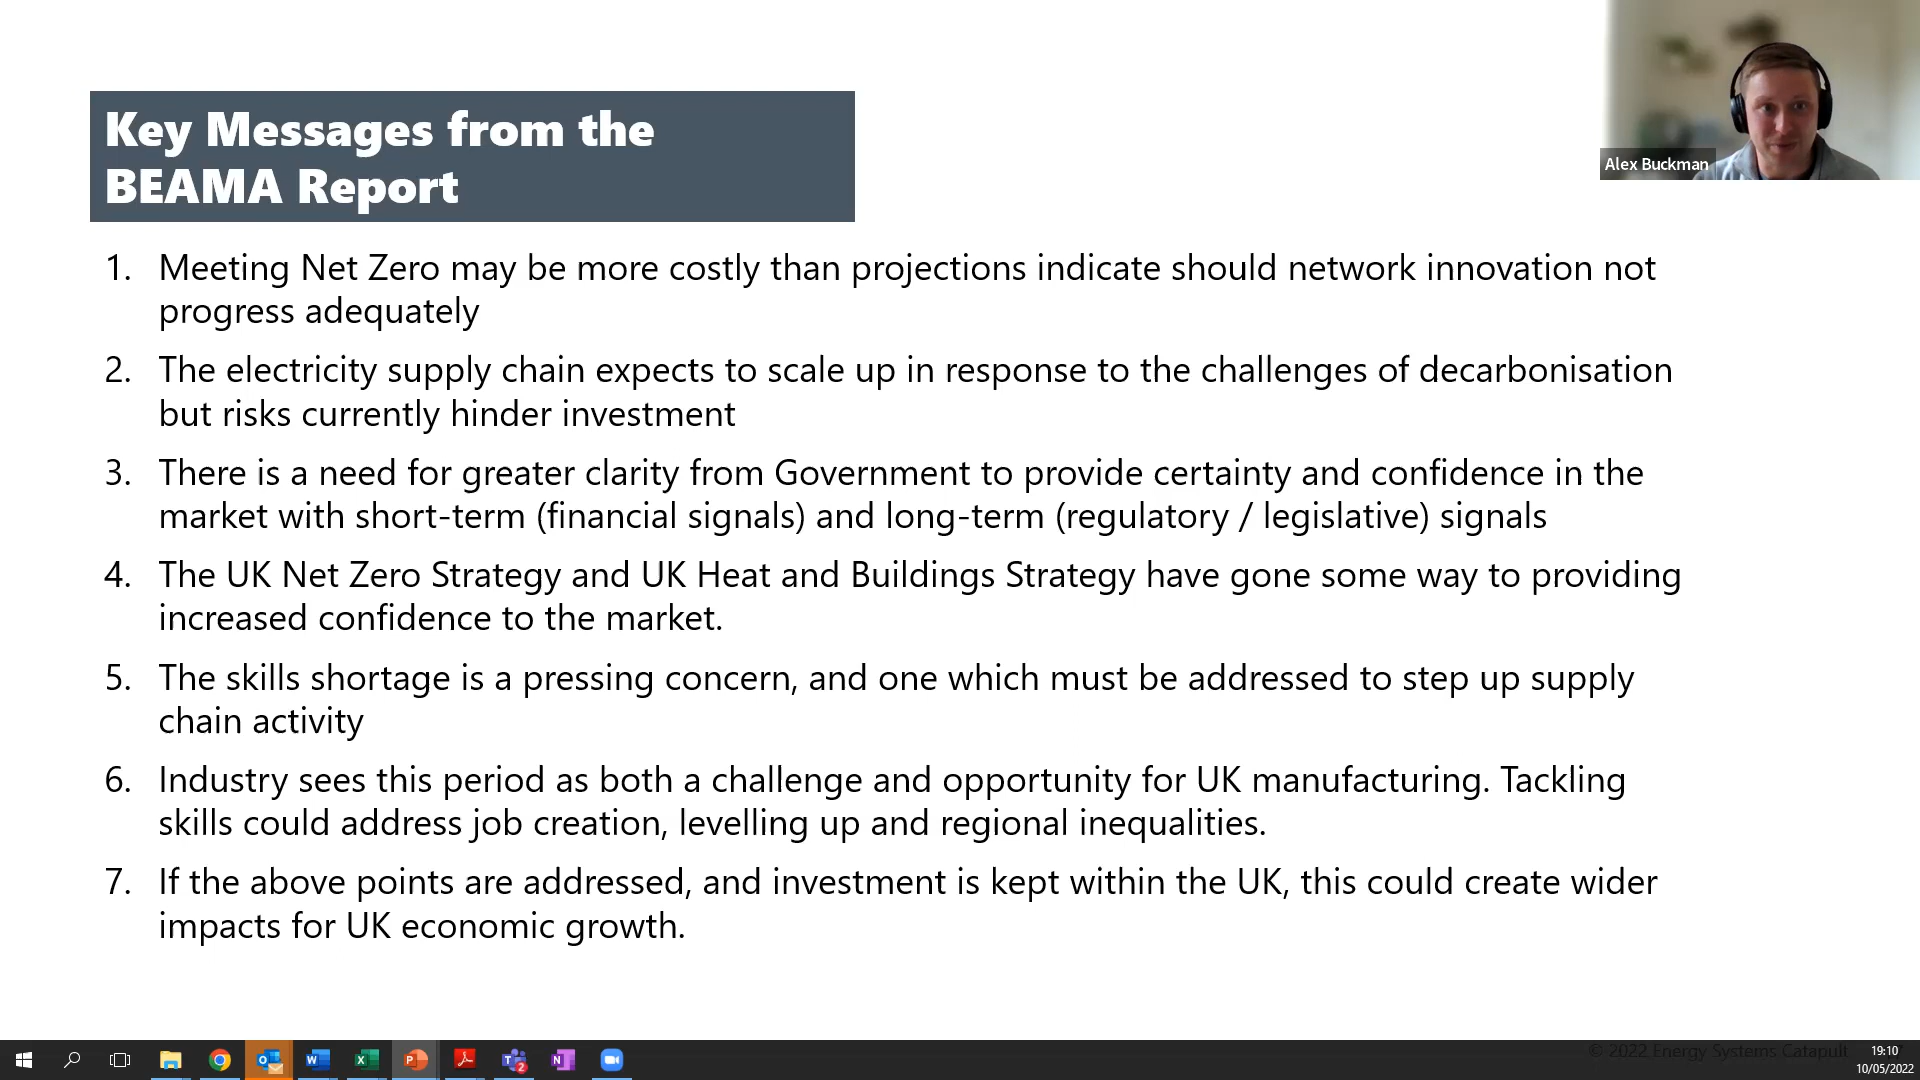 Key Messages from the
BEAMA Report
Alex Buckman
1. Meeting Net Zero may be more costly than projections indicate should network innovation not
progress adequately
2. The electricity supply chain expects to scale up in response to the challenges of decarbonisation
but risks currently hinder investment
3. There is a need for greater clarity from Government to provide certainty and confidence in the
market with short-term (financial signals) and long-term (regulatory / legislative) signals
4. The UK Net Zero Strategy and UK Heat and Buildings Strategy have gone some way to providing
increased confidence to the market.
5. The skills shortage is a pressing concern, and one which must be addressed to step up supply
chain activity
6. Industry sees this period as both a challenge and opportunity for UK manufacturing. Tackling
skills could address job creation, levelling up and regional inequalities.
7. If the above points are addressed, and investment is kept within the UK, this could create wider
impacts for UK economic growth.
© 2022 Energy Systems Catapult
19:10
10/05/2022